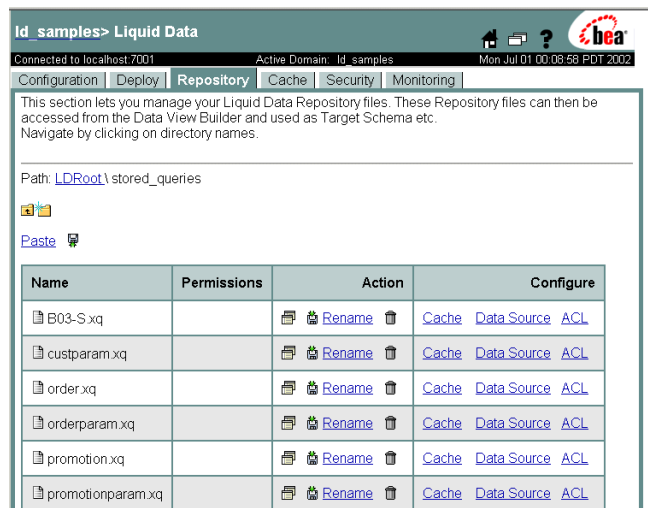 ld_samples> Liquid Data
?
bea
Connected to localhost:7001 Active Domain: ld_samples Mon Jul 01 00:08:58 PDT 2002
Configuration Deploy Repository Cache Security Monitoring
This section lets you manage your Liquid Data Repository files. These Repository files can then be
accessed from the Data View Builder and used as Target Schema etc.
Navigate by clicking on directory names.
Path: LDRoot \ stored_queries
Paste
Name Permissions Action Configure
B03-S.xq Rename Cache Data Source ACL
custparam.xq Rename Cache Data Source ACL
order.xq Rename Cache Data Source ACL
orderparam.xq Rename Cache Data Source ACL
promotion.xq Rename Cache Data Source ACL
promotionparam.xq Rename Cache Data Source ACL